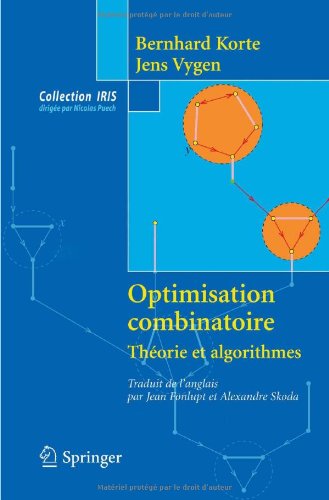 Matériel protégé par le droit d'auteur
Bernhard Korte
Jens Vygen
Collection IRIS
dirigée par Nicolas Puech
y
v
x
y
Optimisation
combinatoire
Théorie et algorithmes
Traduit de l'anglais
par Jean Fonlupt et Alexandre Skoda
Springer
Matériel protégé par le droit d'auteur